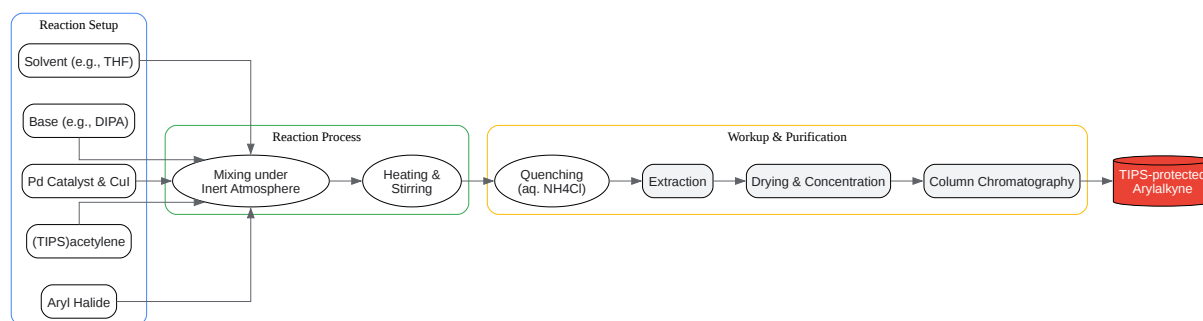 Reaction Setup
Solvent (e.g., THF)
Base (e.g., DIPA)
Pd Catalyst & CuI
(TIPS)acetylene
Aryl Halide
Reaction Process
Mixing under
Inert Atmosphere
Heating &
Stirring
Workup & Purification
Quenching
(aq. NH4Cl)
Extraction
Drying & Concentration
Column Chromatography
TIPS-protected
Arylalkyne